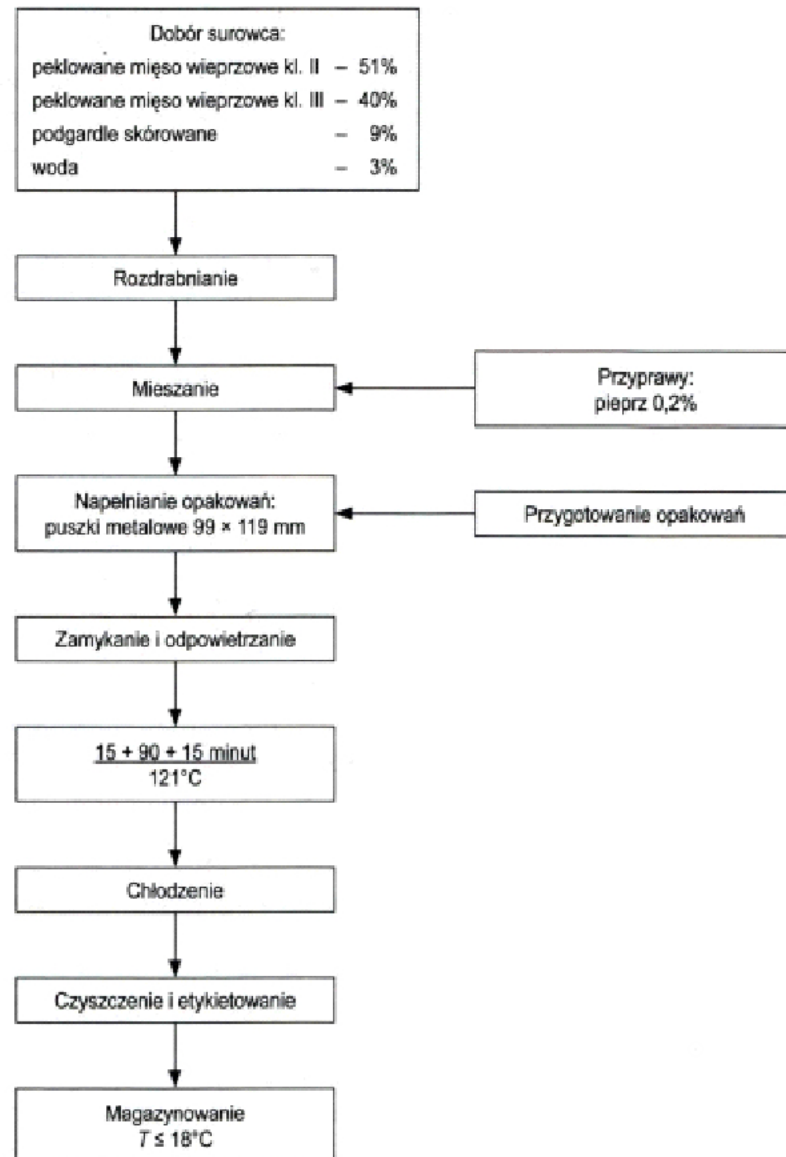 Dobór surowca:
peklowane mięso wieprzowe kl. II – 51%
peklowane mięso wieprzowe kl. III – 40%
podgardle skórowane – 9%
woda – 3%
Rozdrabnianie
Mieszanie
Przyprawy:
pieprz 0,2%
Napełnianie opakowań:
puszki metalowe 99 × 119 mm
Przygotowanie opakowań
Zamykanie i odpowietrzanie
15 + 90 + 15 minut
121°C
Chłodzenie
Czyszczenie i etykietowanie
Magazynowanie
T ≤ 18°C